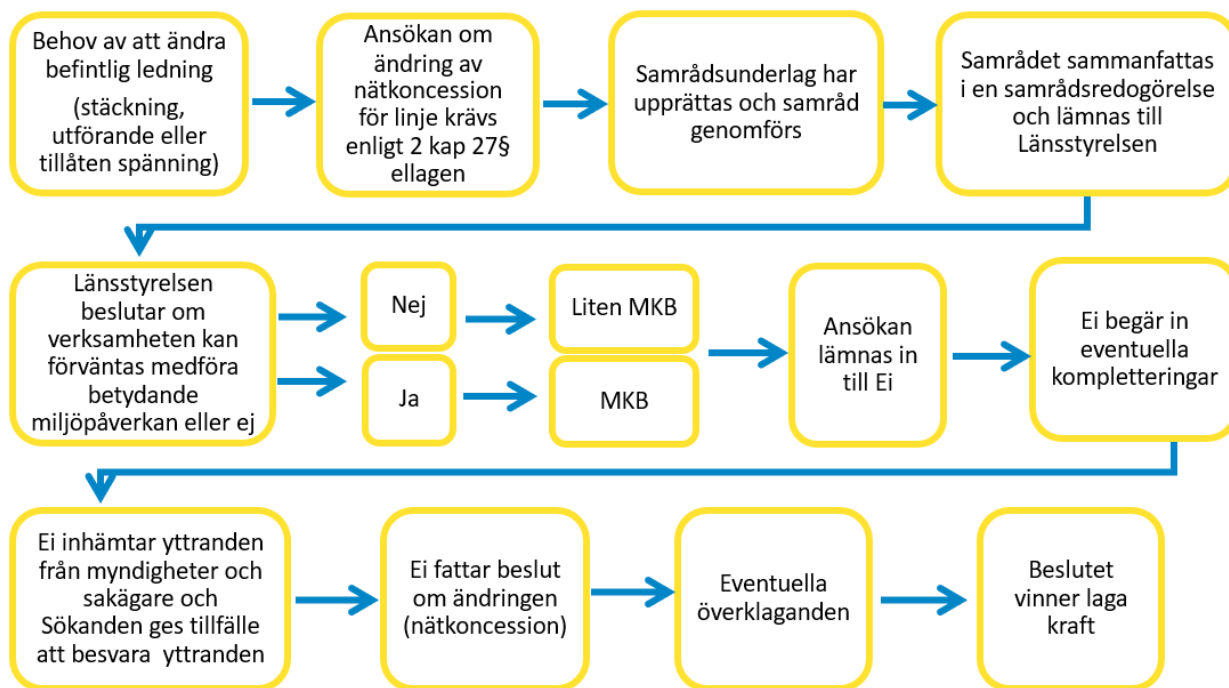 Behov av att ändra
befintlig ledning
(stäckning,
utförande eller
tillåten spänning)
Ansökan om
ändring av
nätkoncession
för linje krävs
enligt 2 kap 27§
ellagen
Samrådsunderlag har
upprättas och samråd
genomförs
Samrådet sammanfattas
i en samrådsredogörelse
och lämnas till
Länsstyrelsen
Länsstyrelsen
beslutar om
verksamheten kan
förväntas medföra
betydande
miljöpåverkan eller ej
Nej
Liten MKB
Ja
MKB
Ansökan
lämnas in
till Ei
Ei begär in
eventuella
kompletteringar
Ei inhämtar yttranden
från myndigheter och
sakägare och
Sökanden ges tillfälle
att besvara yttranden
Ei fattar beslut
om ändringen
(nätkoncession)
Eventuella
överklaganden
Beslutet
vinner laga
kraft